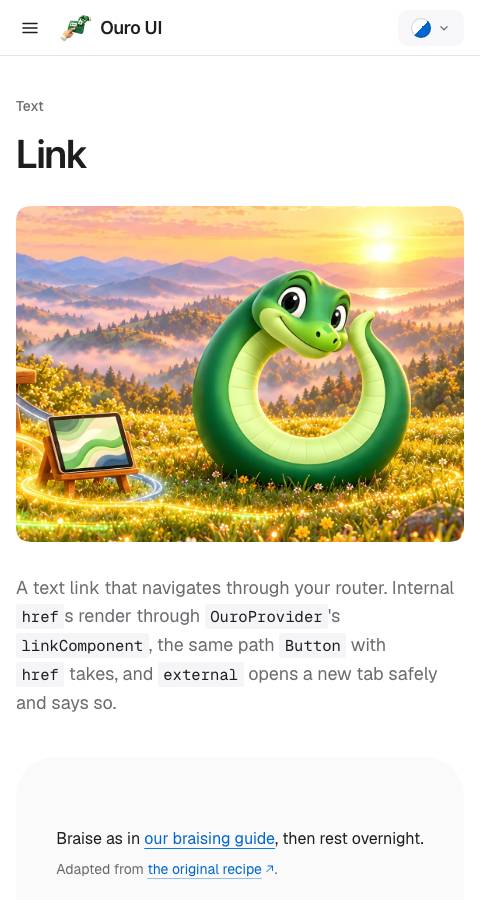 Ouro UI
Text
Link
A text link that navigates through your router. Internal
hrefs render through OuroProvider's
linkComponent, the same path Button with
href takes, and external opens a new tab safely
and says so.
Braise as in our braising guide, then rest overnight.
Adapted from the original recipe ↗.